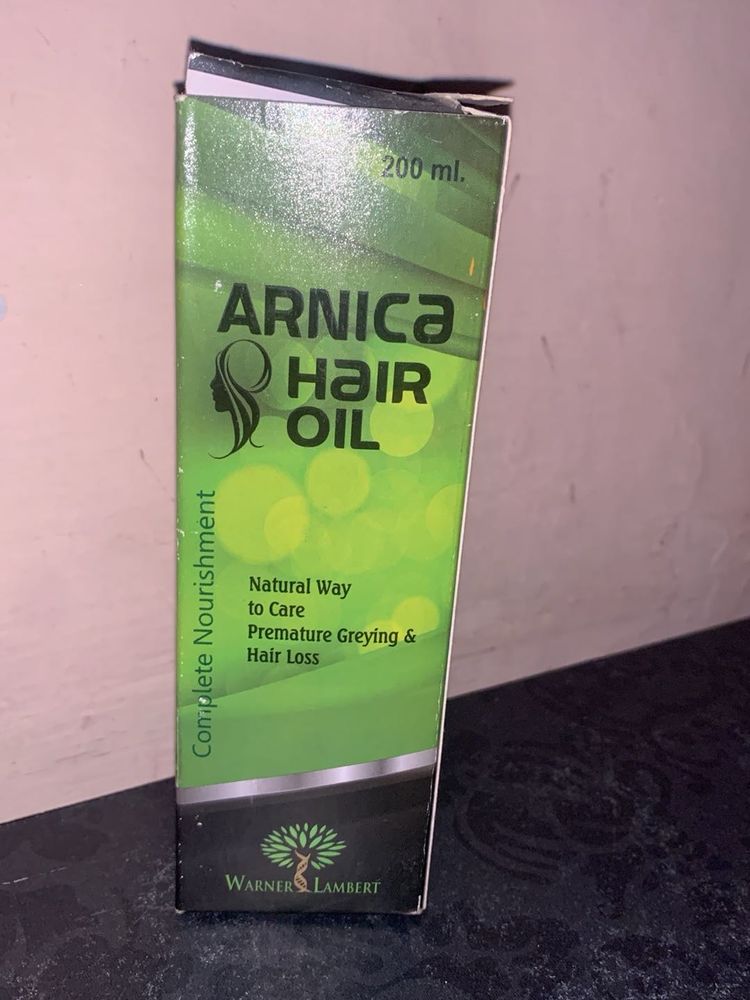 200 ml.
ARNICa
HaIR
OIL
Complete Nourishment
Natural Way
to Care
Premature Greying &
Hair Loss
WARNER LAMBERT